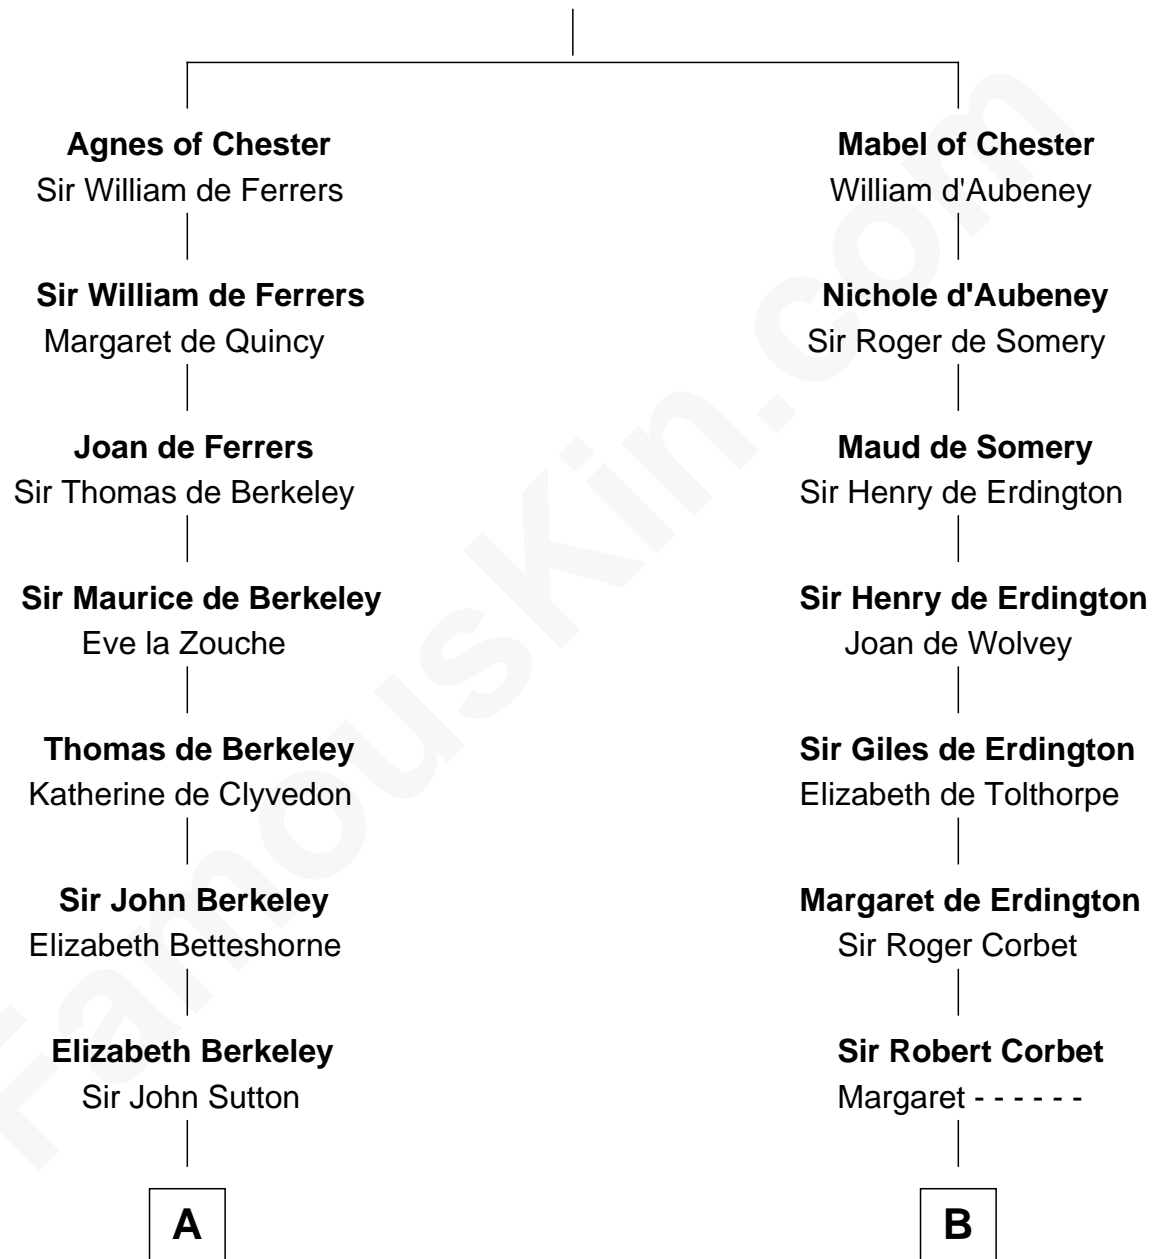 Agnes of Chester
Sir William de Ferrers
Mabel of Chester
William d'Aubeney
Sir William de Ferrers
Margaret de Quincy
Nichole d'Aubeney
Sir Roger de Somery
Joan de Ferrers
Sir Thomas de Berkeley
Maud de Somery
Sir Henry de Erdington
Sir Maurice de Berkeley
Eve la Zouche
Sir Henry de Erdington
Joan de Wolvey
Thomas de Berkeley
Katherine de Clyvedon
Sir Giles de Erdington
Elizabeth de Tolthorpe
Sir John Berkeley
Elizabeth Betteshorne
Margaret de Erdington
Sir Roger Corbet
Elizabeth Berkeley
Sir John Sutton
Sir Robert Corbet
Margaret - - - - - -
A
B
FamousKin.com